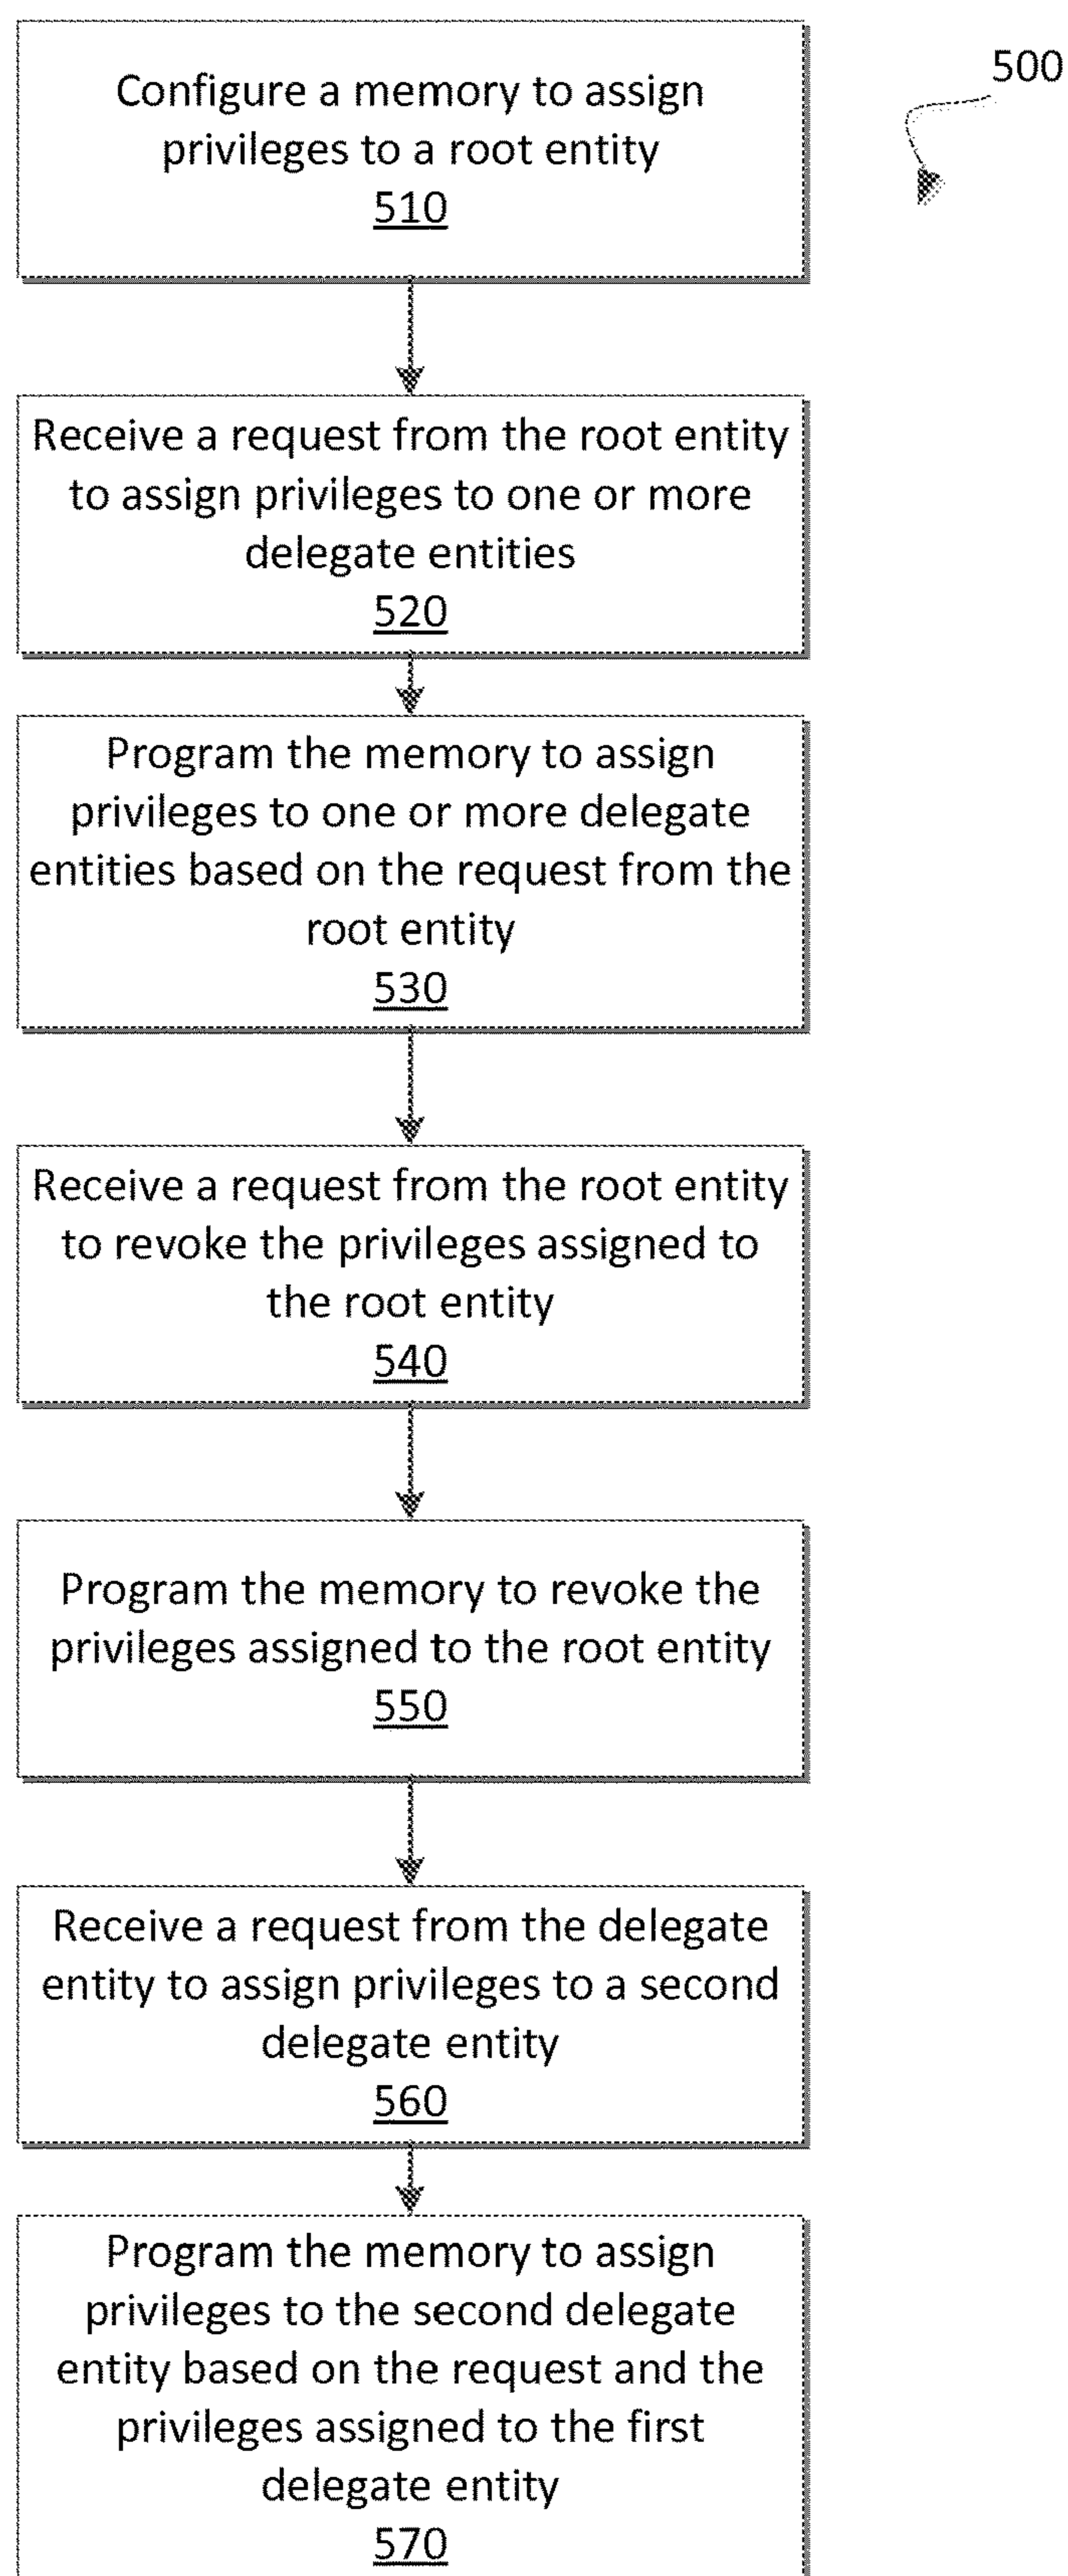 500
Configure a memory to assign
privileges to a root entity
510
Receive a request from the root entity
to assign privileges to one or more
delegate entities
520
Program the memory to assign
privileges to one or more delegate
entities based on the request from the
root entity
530
Receive a request from the root entity
to revoke the privileges assigned to
the root entity
540
Program the memory to revoke the
privileges assigned to the root entity
550
Receive a request from the delegate
entity to assign privileges to a second
delegate entity
560
Program the memory to assign
privileges to the second delegate
entity based on the request and the
privileges assigned to the first
delegate entity
570